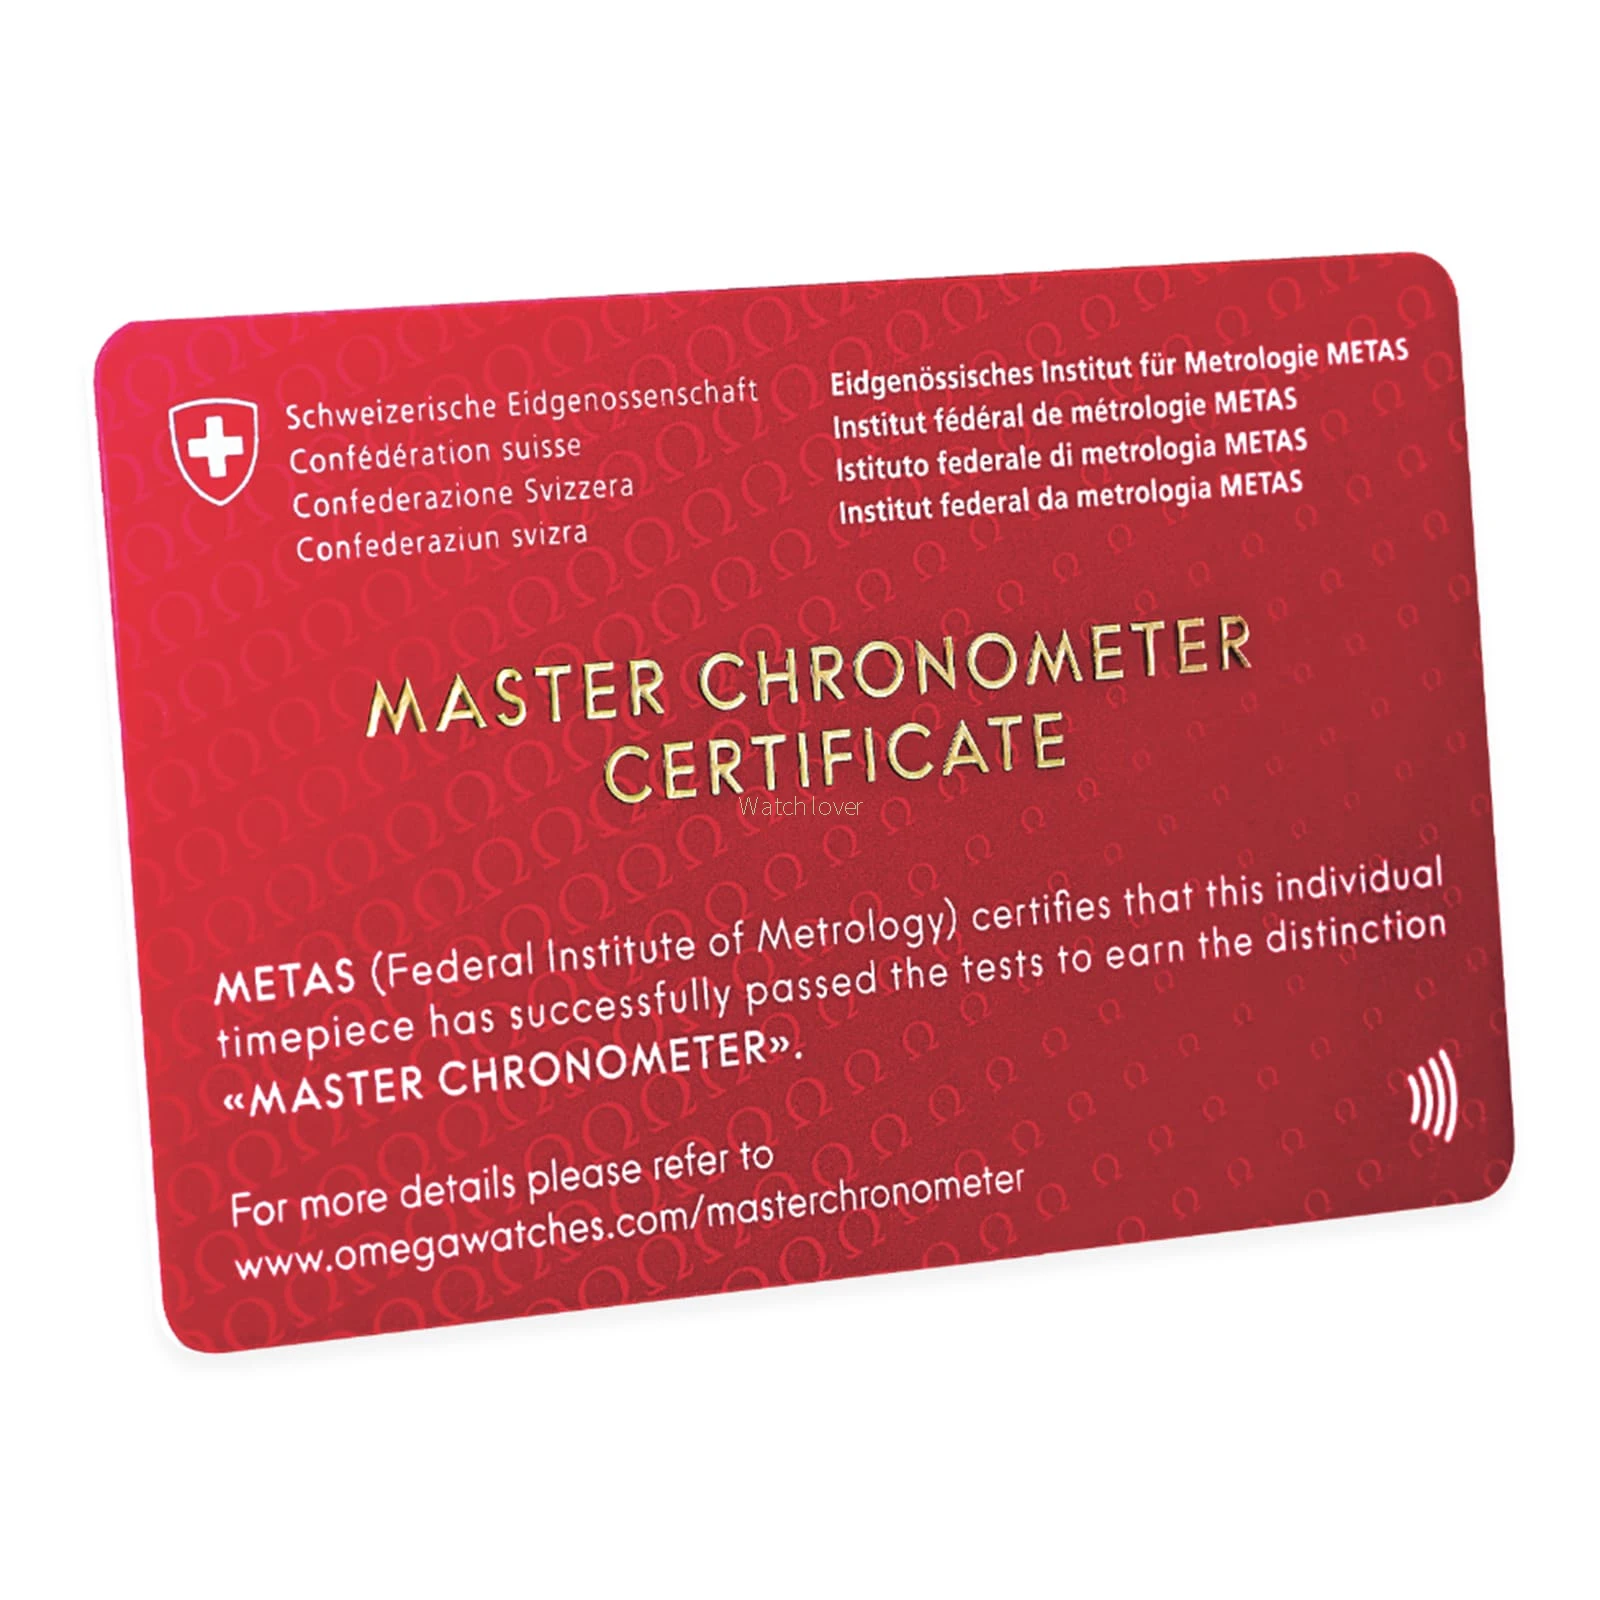 Schweizerische Eidgenossenschaft
Confédération suisse
Confederazione Svizzera
Confederaziun svizra
Eidgenössisches Institut für Metrologie METAS
Institut fédéral de métrologie METAS
Istituto federale di metrologia METAS
Institut federal da metrologia METAS
MASTER CHRONOMETER
CERTIFICATE
Watch lover
METAS (Federal Institute of Metrology) certifies that this individual
timepiece has successfully passed the tests to earn the distinction
«MASTER CHRONOMETER».
For more details please refer to
www.omegawatches.com/masterchronometer